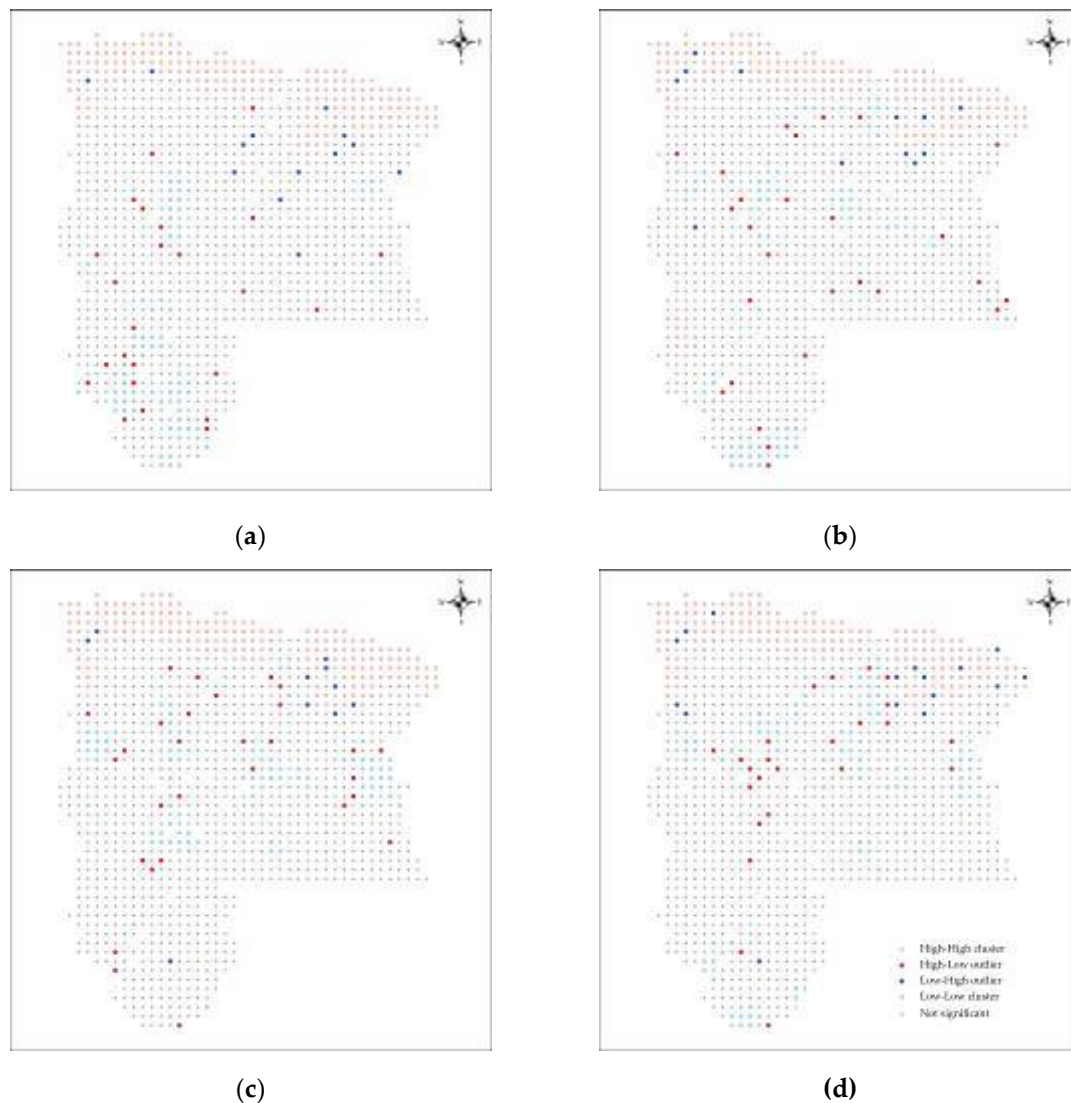 (a)
(b)
(c)
(d)
High-High cluster
High-Low outlier
Low-High outlier
Low-Low cluster
Not significant